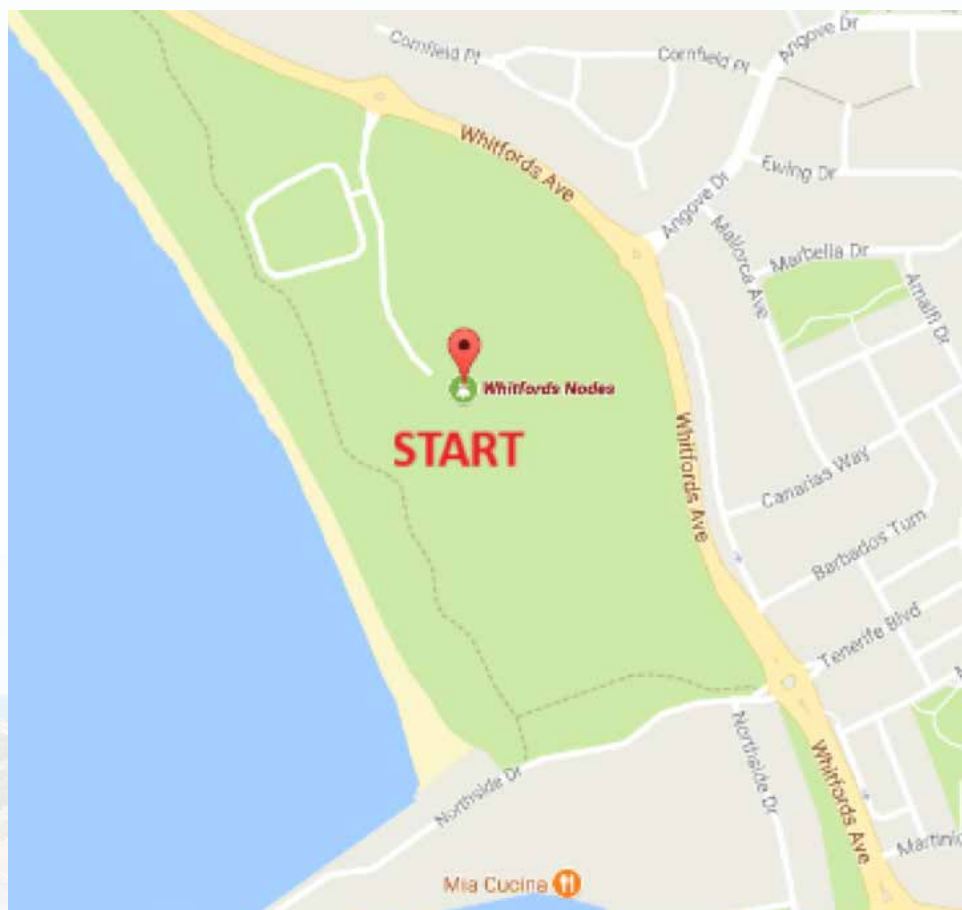 Cornfield Pl
Cornfield Pl
Angove Dr
Whitfords Ave
Ewing Dr
Angove Dr
Mallorca Ave
Marbella Dr
Amalfi Dr
Whitfords Nodes
START
Whitfords Ave
Canarias Way
Barbados Turn
Tenerife Blvd
Northside Dr
Northside Dr
Whitfords Ave
Mia Cucina